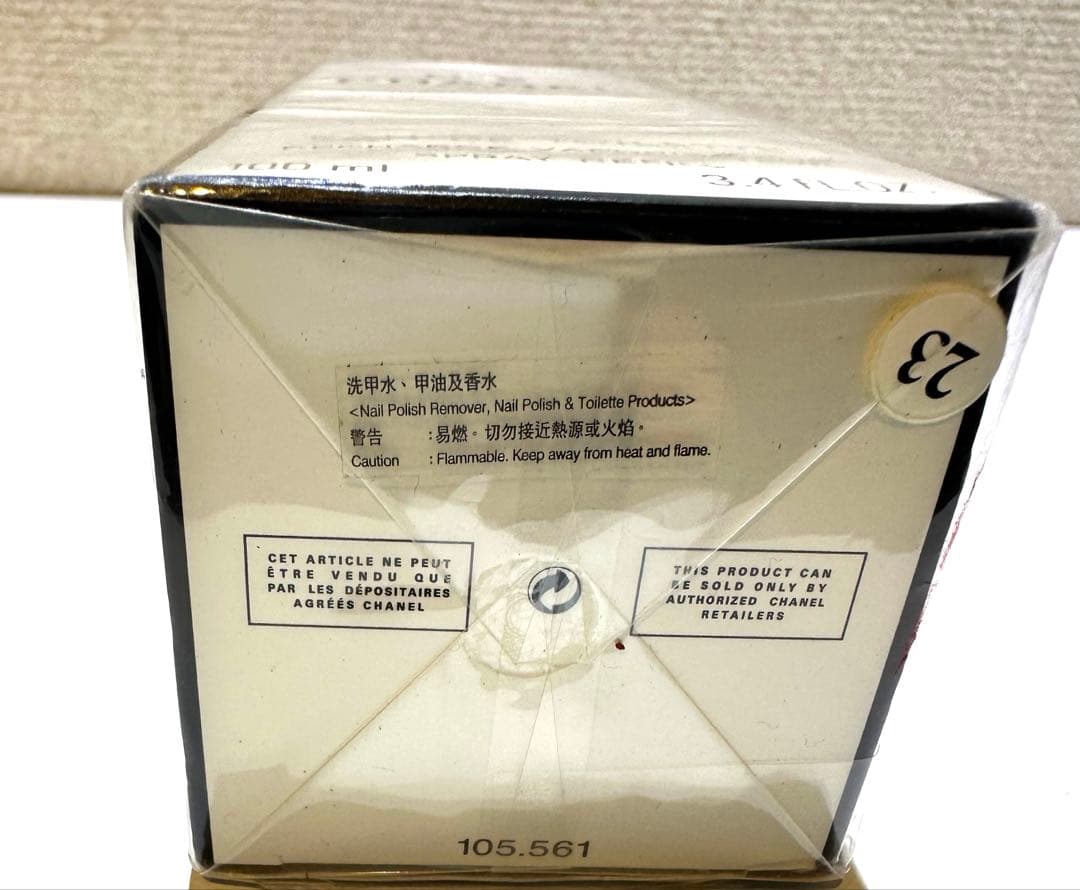 100 ml
3.4 FL.OZ.
23
洗甲水、甲油及香水
<Nail Polish Remover, Nail Polish & Toilette Products>
警告 :易燃。切勿接近熱源或火焰。
Caution : Flammable. Keep away from heat and flame.
CET ARTICLE NE PEUT
ÊTRE VENDU QUE
PAR LES DÉPOSITAIRES
AGRÉÉS CHANEL
THIS PRODUCT CAN
BE SOLD ONLY BY
AUTHORIZED CHANEL
RETAILERS
105.561